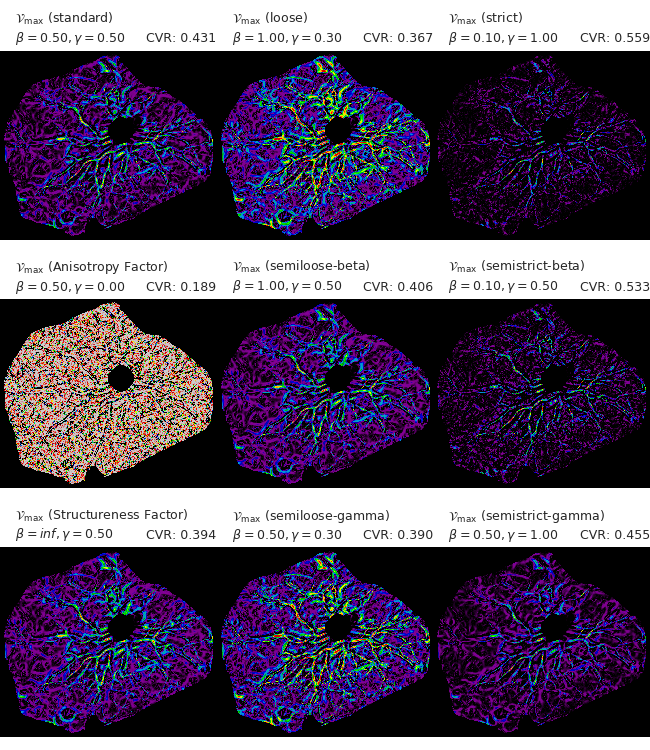 𝒱max (standard)
β = 0.50, γ = 0.50 CVR: 0.431
𝒱max (loose)
β = 1.00, γ = 0.30 CVR: 0.367
𝒱max (strict)
β = 0.10, γ = 1.00 CVR: 0.559
𝒱max (Anisotropy Factor)
β = 0.50, γ = 0.00 CVR: 0.189
𝒱max (semiloose-beta)
β = 1.00, γ = 0.50 CVR: 0.406
𝒱max (semistrict-beta)
β = 0.10, γ = 0.50 CVR: 0.533
𝒱max (Structureness Factor)
β = inf, γ = 0.50 CVR: 0.394
𝒱max (semiloose-gamma)
β = 0.50, γ = 0.30 CVR: 0.390
𝒱max (semistrict-gamma)
β = 0.50, γ = 1.00 CVR: 0.455